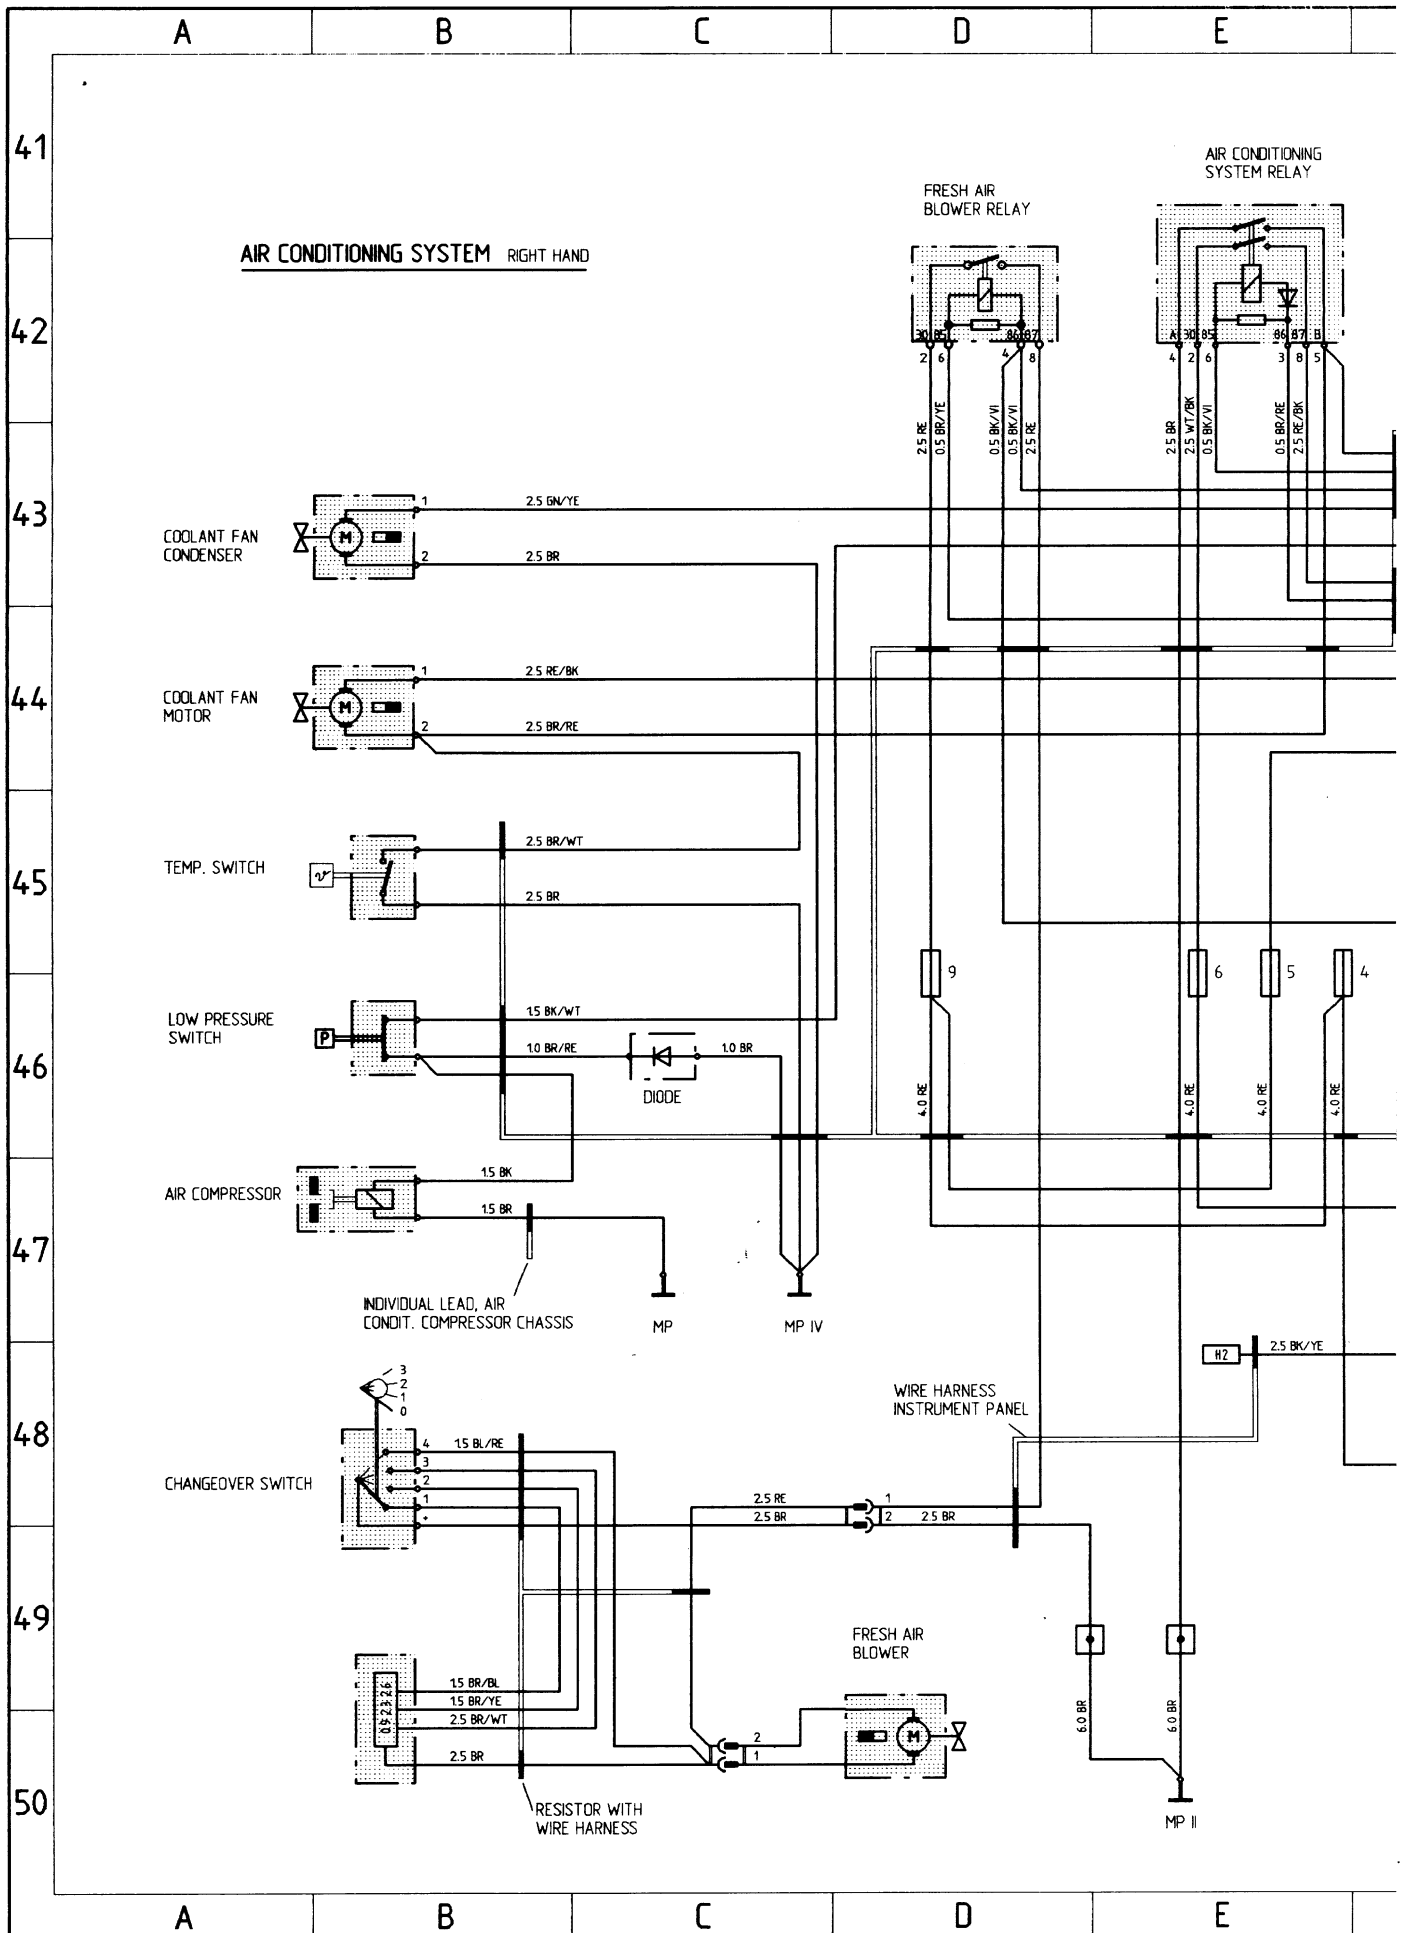 A B C D E
41
AIR CONDITIONING
SYSTEM RELAY
FRESH AIR
BLOWER RELAY
AIR CONDITIONING SYSTEM RIGHT HAND
42
30 85 86 87
2 6 4 8
A 30 85 86 87 B
4 2 6 3 8 5
2.5 RE
0.5 BR/YE
0.5 BK/VI
0.5 BK/VI
2.5 RE
2.5 BR
2.5 WT/BK
0.5 BK/VI
0.5 BR/RE
2.5 RE/BK
43
COOLANT FAN
CONDENSER
M
1
2.5 GN/YE
2
2.5 BR
44
COOLANT FAN
MOTOR
M
1
2.5 RE/BK
2
2.5 BR/RE
45
TEMP. SWITCH
2.5 BR/WT
2.5 BR
9 6 5 4
46
LOW PRESSURE
SWITCH
P
1.5 BK/WT
1.0 BR/RE
1.0 BR
DIODE
4.0 RE
4.0 RE
4.0 RE
4.0 RE
47
AIR COMPRESSOR
1.5 BK
1.5 BR
INDIVIDUAL LEAD, AIR
CONDIT. COMPRESSOR CHASSIS
MP
MP IV
H2
2.5 BK/YE
48
3
2
1
0
WIRE HARNESS
INSTRUMENT PANEL
CHANGEOVER SWITCH
4
1.5 BL/RE
3
2
1
+
2.5 RE
1
2.5 BR
2
2.5 BR
49
FRESH AIR
BLOWER
1.5 BR/BL
1.5 BR/YE
2.5 BR/WT
2.5 BR
2
1
M
6.0 BR
6.0 BR
50
RESISTOR WITH
WIRE HARNESS
MP II
A B C D E